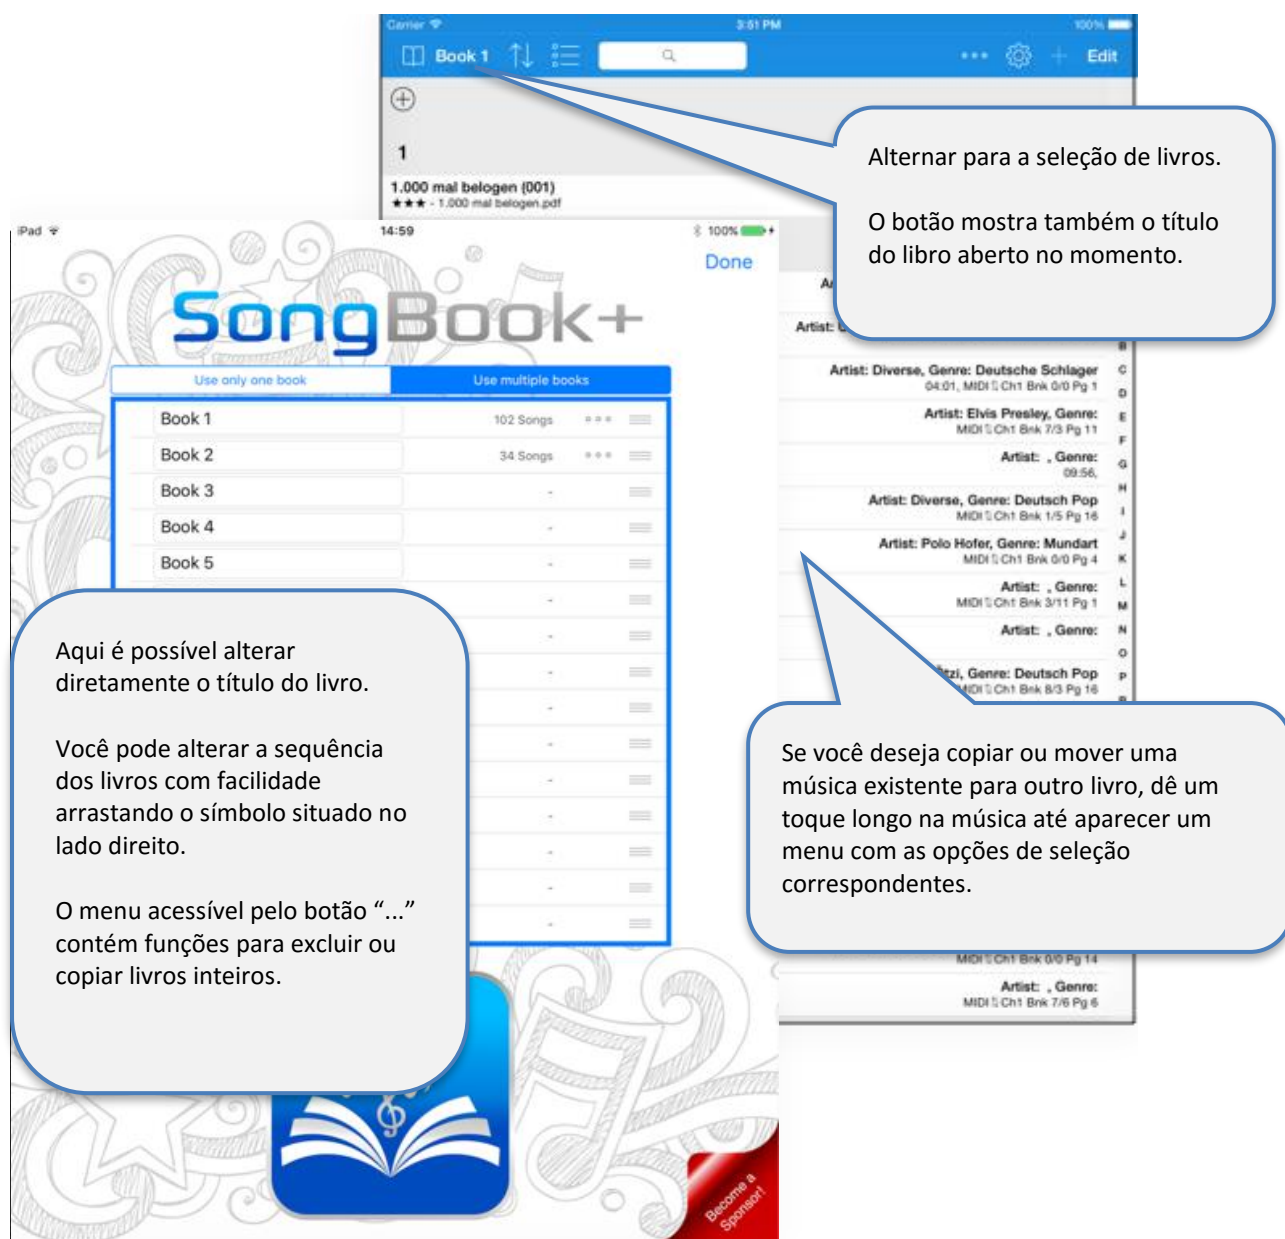 Carrier
3:51 PM
100%
Book 1
Edit
1
1.000 mal belogen (001)
★★★ - 1.000 mal belogen.pdf
Alternar para a seleção de livros.
O botão mostra também o título
do libro aberto no momento.
iPad
14:59
100%
Done
SongBook+
Use only one book
Use multiple books
Book 1
102 Songs
Book 2
34 Songs
Book 3
-
Book 4
-
Book 5
-
-
-
-
-
-
-
-
-
-
-
Aqui é possível alterar
diretamente o título do livro.
Você pode alterar a sequência
dos livros com facilidade
arrastando o símbolo situado no
lado direito.
O menu acessível pelo botão “...”
contém funções para excluir ou
copiar livros inteiros.
Artist:
Artist: Diverse, Genre: Deutsche Schlager
04:01, MIDI Ch1 Bnk 0/0 Pg 1
Artist: Elvis Presley, Genre:
MIDI Ch1 Bnk 7/3 Pg 11
Artist: , Genre:
09:56,
Artist: Diverse, Genre: Deutsch Pop
MIDI Ch1 Bnk 1/5 Pg 16
Artist: Polo Hofer, Genre: Mundart
MIDI Ch1 Bnk 0/0 Pg 4
Artist: , Genre:
MIDI Ch1 Bnk 3/11 Pg 1
Artist: , Genre:
Genre: Deutsch Pop
MIDI Ch1 Bnk 8/3 Pg 16
B
C
D
E
F
G
H
I
J
K
L
M
N
O
P
Se você deseja copiar ou mover uma
música existente para outro livro, dê um
toque longo na música até aparecer um
menu com as opções de seleção
correspondentes.
MIDI Ch1 Bnk 0/0 Pg 14
Artist: , Genre:
MIDI Ch1 Bnk 7/6 Pg 6
Become a
Sponsor!